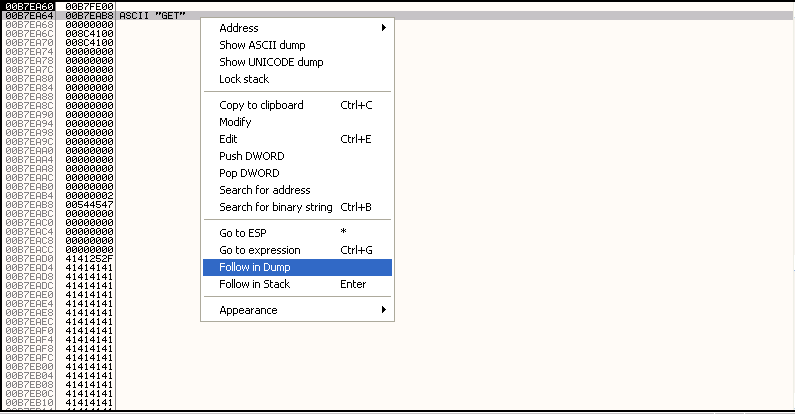 00B7EA60 00B7FE00
00B7EA64 00B7EAB8 ASCII "GET"
00B7EA68 00000000
00B7EA6C 008C4100
00B7EA70 008C4100
00B7EA74 00000000
00B7EA78 00000000
00B7EA7C 00000000
00B7EA80 00000000
00B7EA84 00000000
00B7EA88 00000000
00B7EA8C 00000000
00B7EA90 00000000
00B7EA94 00000000
00B7EA98 00000000
00B7EA9C 00000000
00B7EAA0 00000000
00B7EAA4 00000000
00B7EAA8 00000000
00B7EAAC 00000000
00B7EAB0 00000000
00B7EAB4 00000002
00B7EAB8 00544547
00B7EABC 00000000
00B7EAC0 00000000
00B7EAC4 00000000
00B7EAC8 00000000
00B7EACC 00000000
00B7EAD0 4141252F
00B7EAD4 41414141
00B7EAD8 41414141
00B7EADC 41414141
00B7EAE0 41414141
00B7EAE4 41414141
00B7EAE8 41414141
00B7EAEC 41414141
00B7EAF0 41414141
00B7EAF4 41414141
00B7EAF8 41414141
00B7EAFC 41414141
00B7EB00 41414141
00B7EB04 41414141
00B7EB08 41414141
00B7EB0C 41414141
00B7EB10 41414141
00B7EB14 41414141
Address
Show ASCII dump
Show UNICODE dump
Lock stack
Copy to clipboard Ctrl+C
Modify
Edit Ctrl+E
Push DWORD
Pop DWORD
Search for address
Search for binary string Ctrl+B
Go to ESP *
Go to expression Ctrl+G
Follow in Dump
Follow in Stack Enter
Appearance